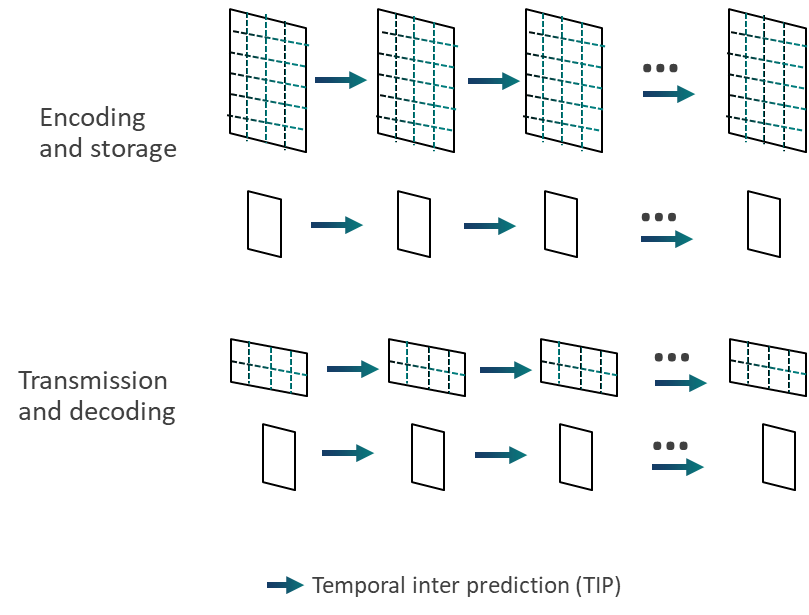 Encoding
and storage
Transmission
and decoding
Temporal inter prediction (TIP)